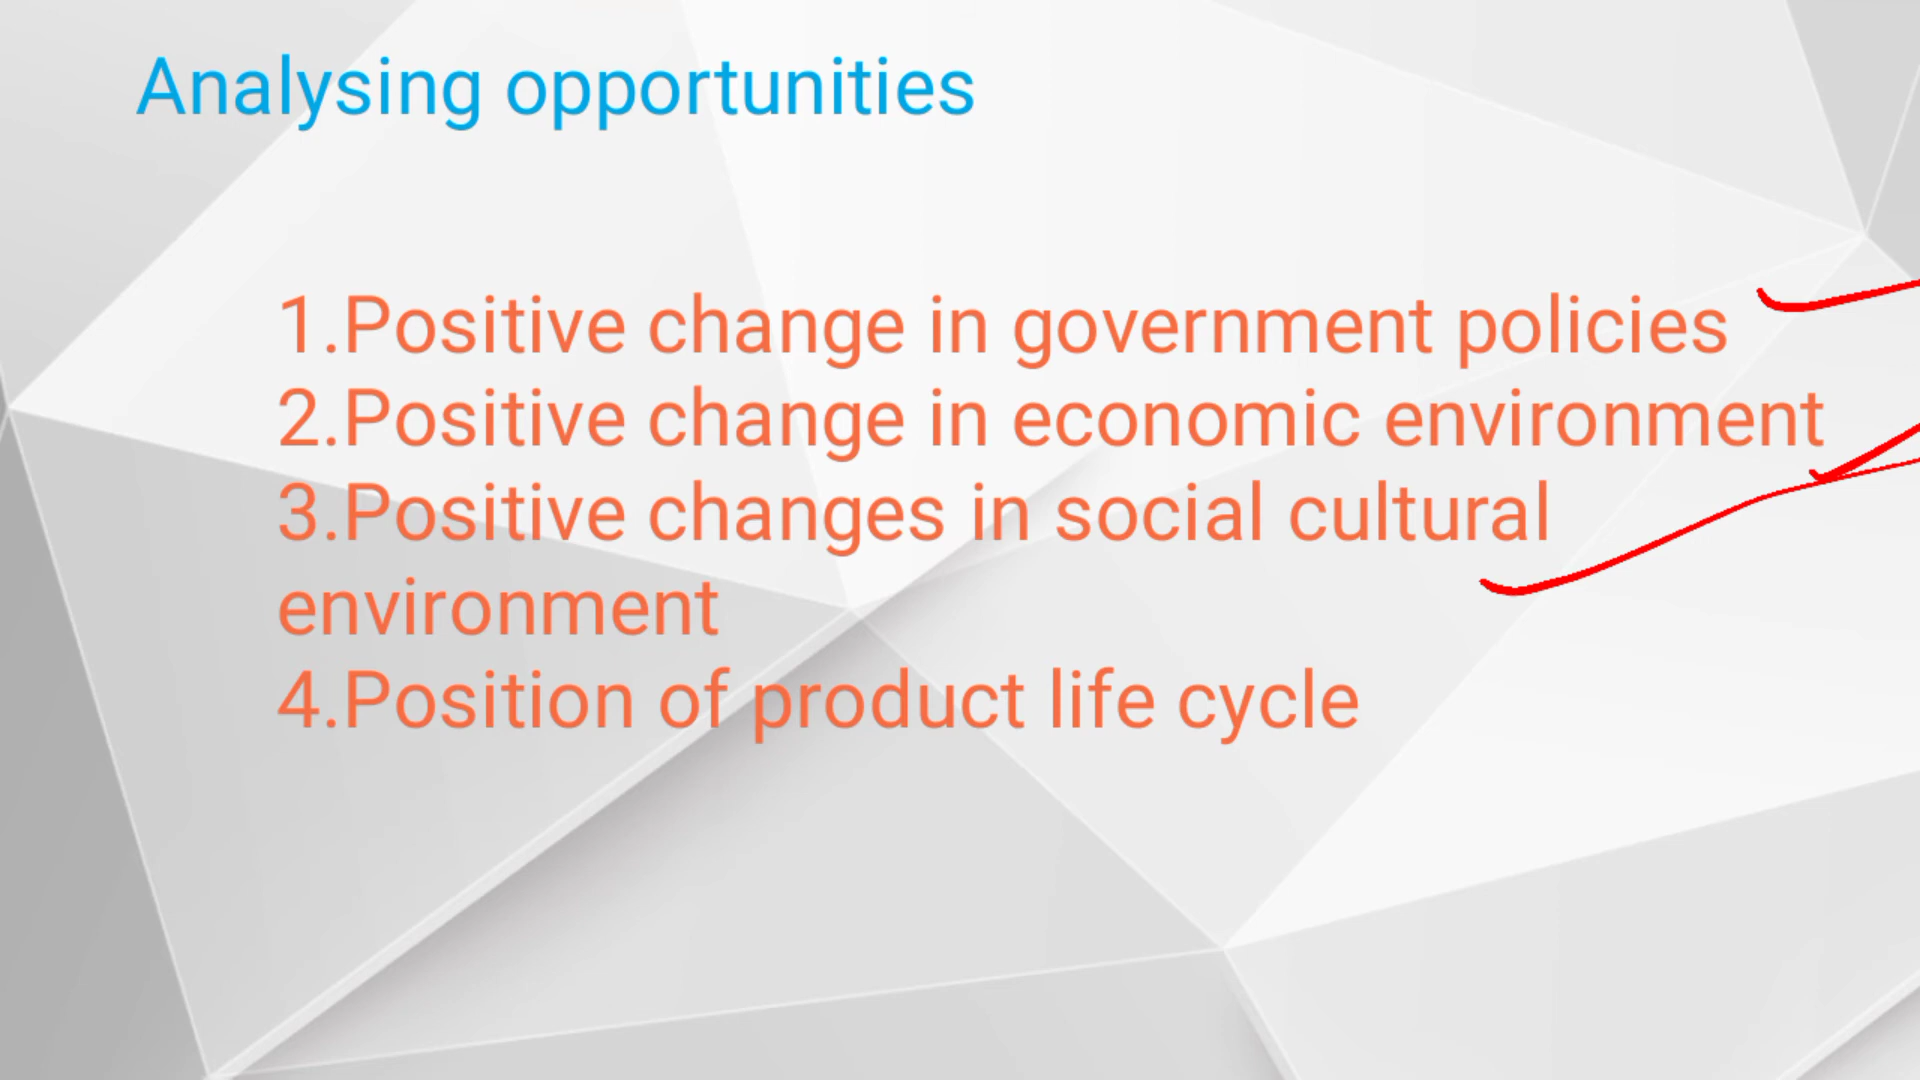 Analysing opportunities
1.Positive change in government policies
2.Positive change in economic environment
3.Positive changes in social cultural
environment
4.Position of product life cycle